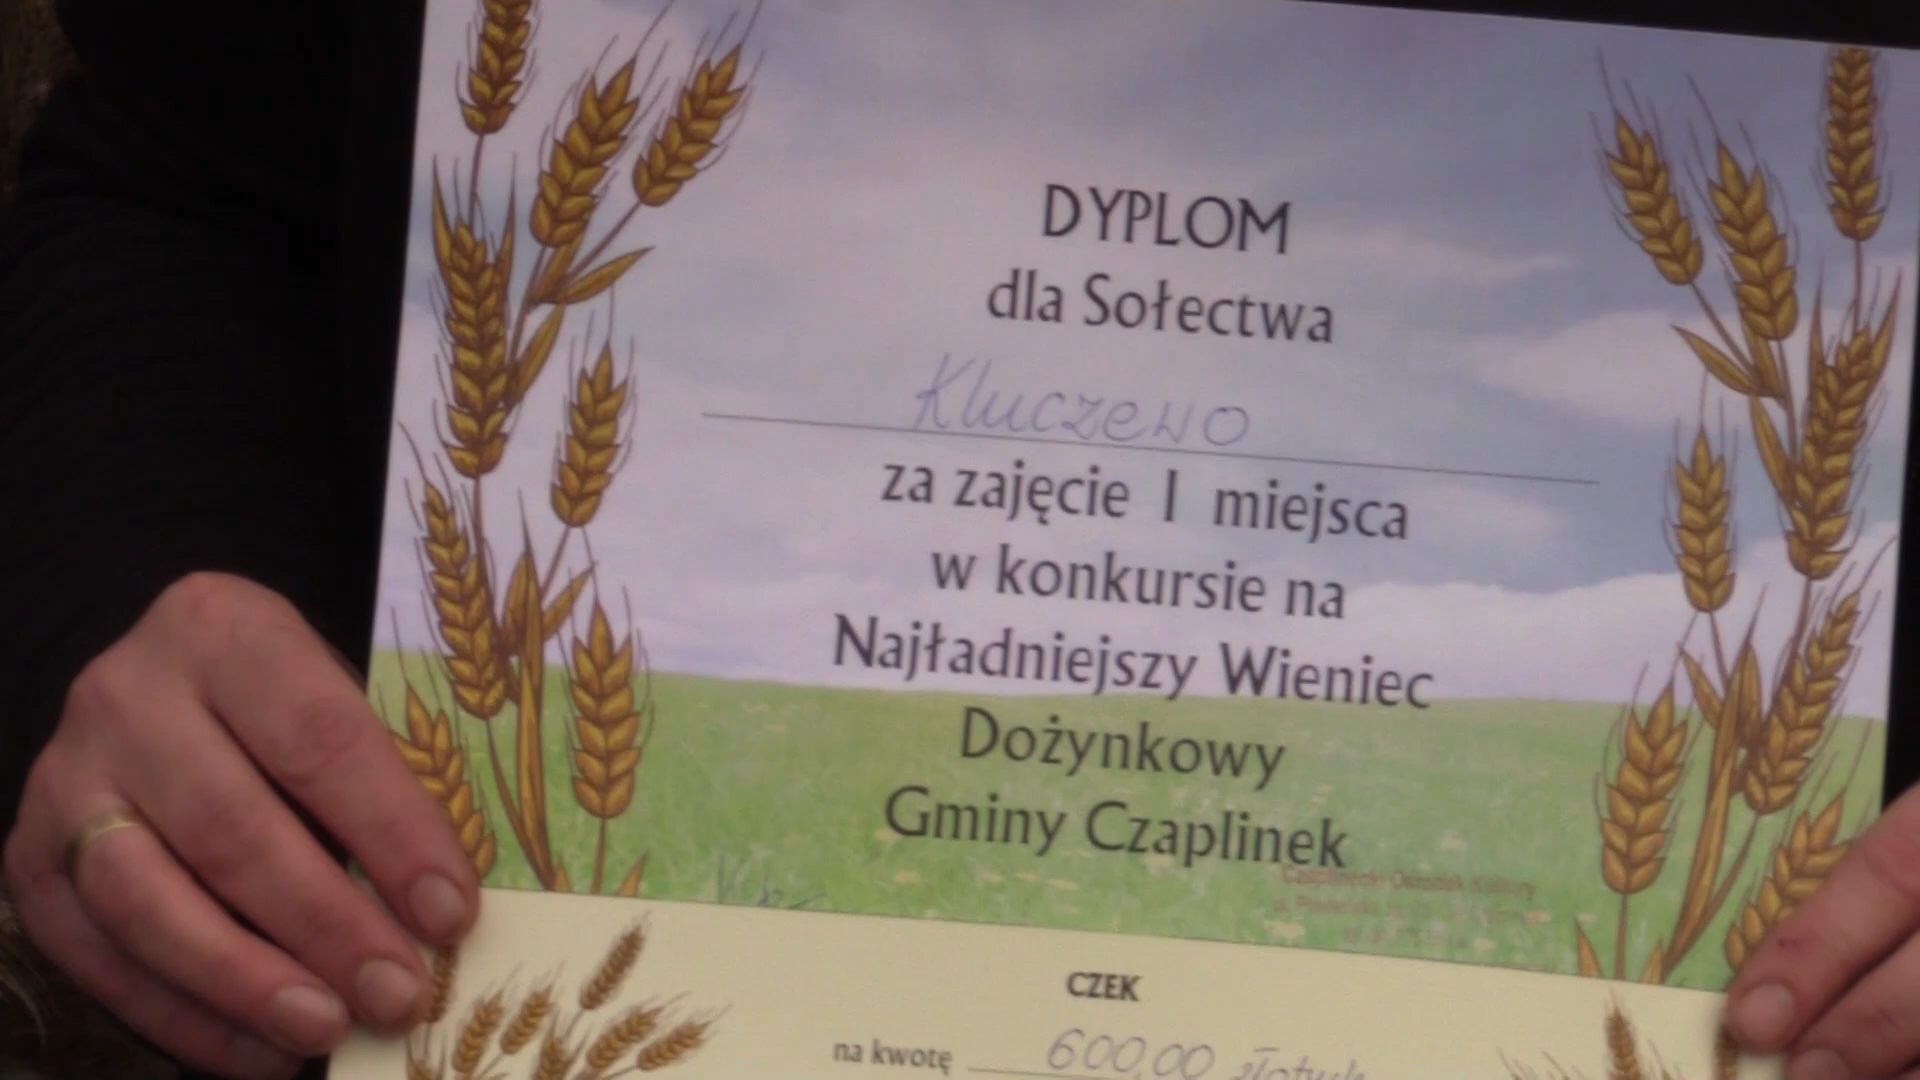 DYPLOM
dla Sołectwa
Kluczewo
za zajęcie I miejsca
w konkursie na
Najładniejszy Wieniec
Dożynkowy
Gminy Czaplinek
CZEK
na kwotę 600,00 złotych